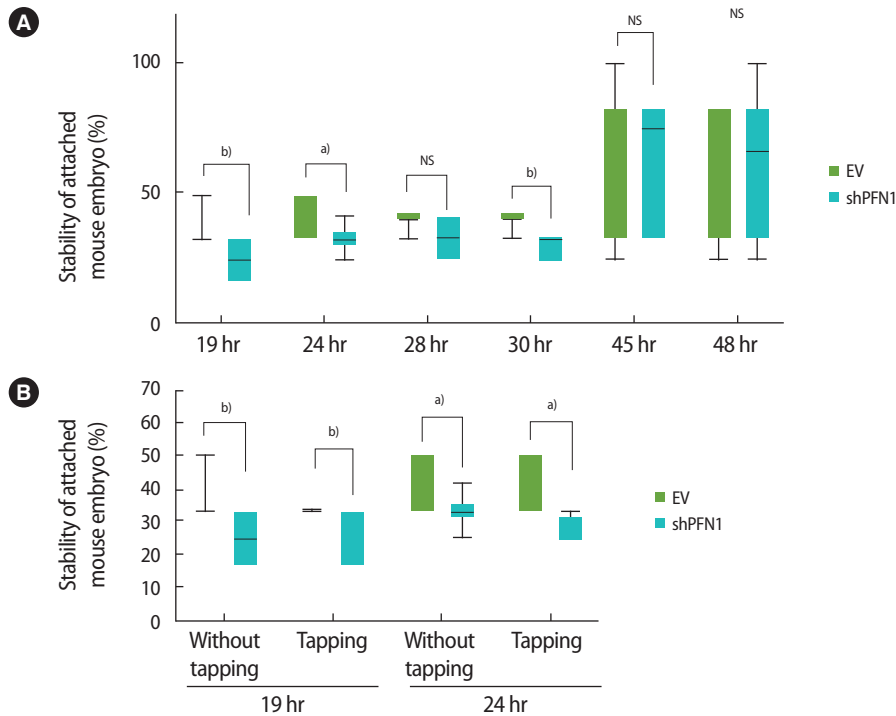 A
Stability of attached
mouse embryo (%)
100
50
0
b)
a)
NS
b)
NS
NS
19 hr
24 hr
28 hr
30 hr
45 hr
48 hr
EV
shPFN1
B
Stability of attached
mouse embryo (%)
70
60
50
40
30
20
10
0
b)
b)
a)
a)
EV
shPFN1
Without
tapping
Tapping
Without
tapping
Tapping
19 hr
24 hr